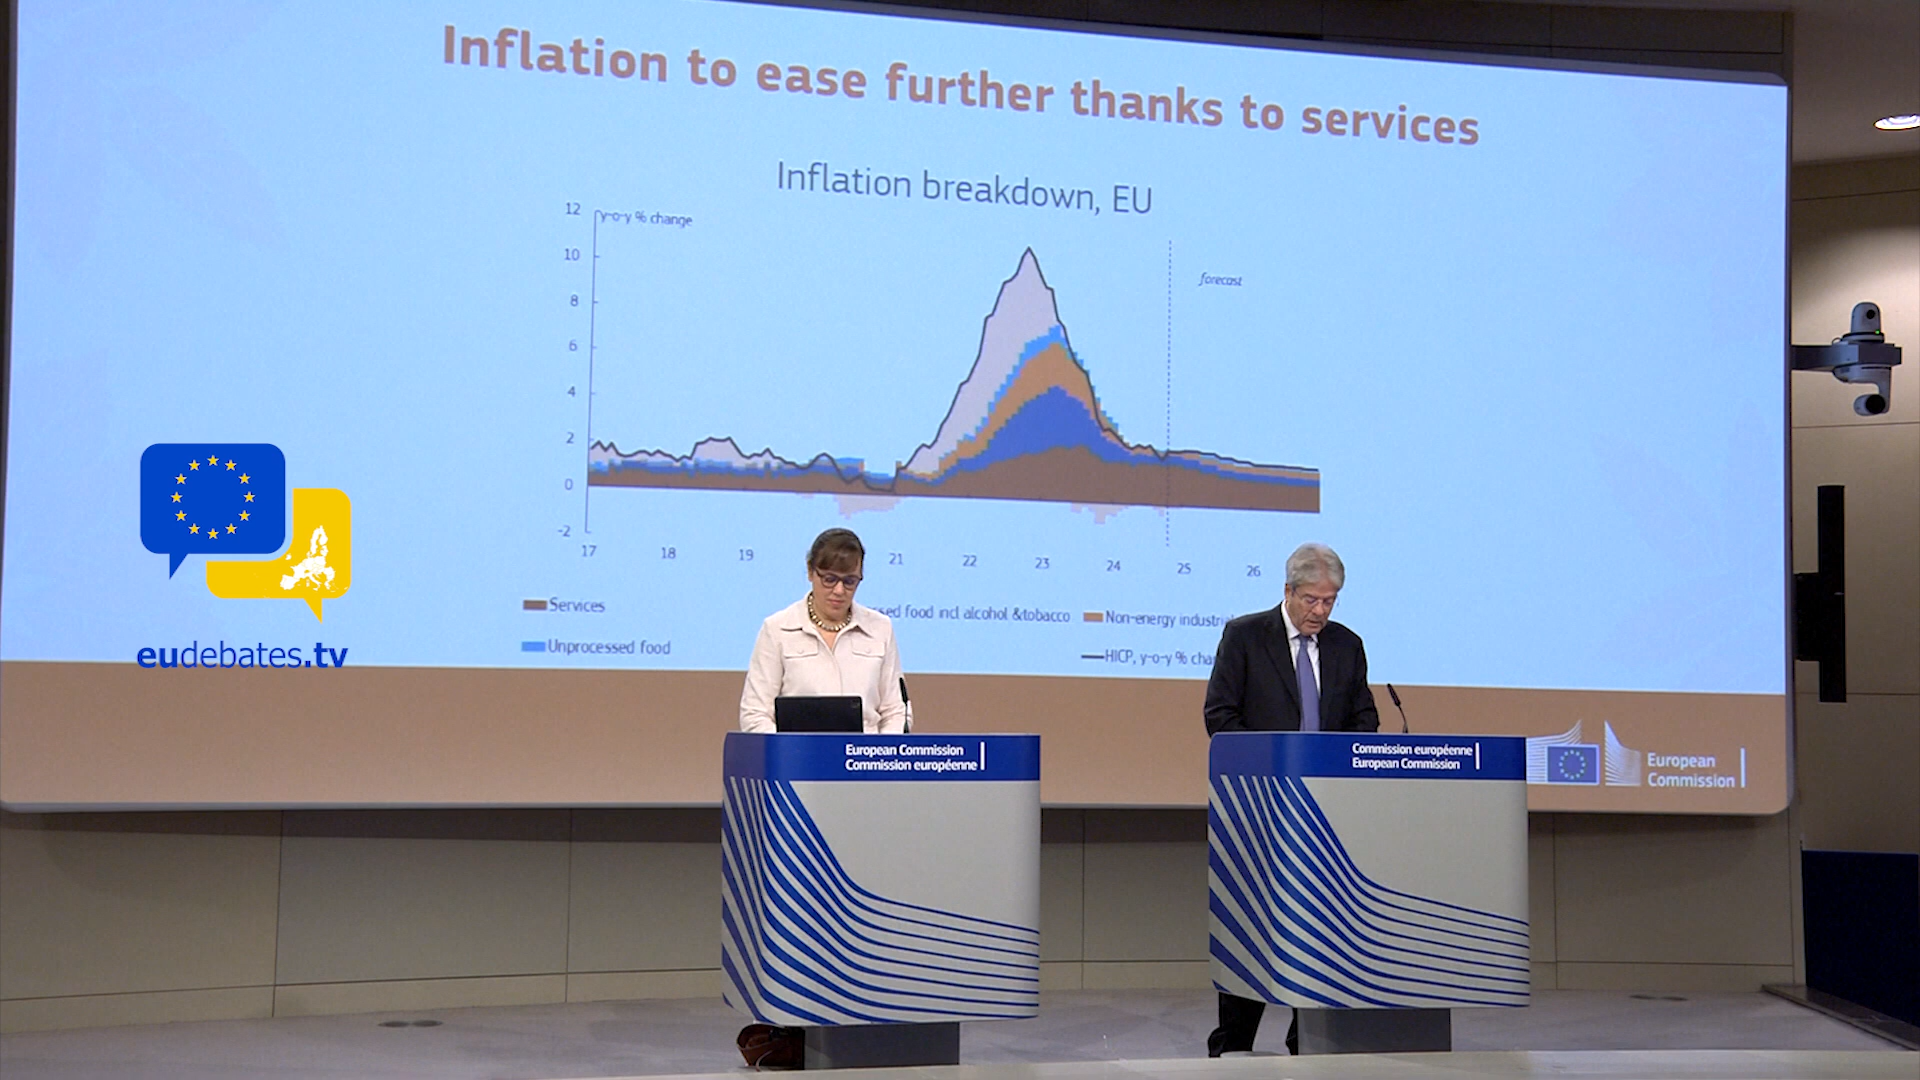 Inflation to ease further thanks to services
Inflation breakdown, EU
y-o-y % change
12
10
8
6
4
2
0
-2
forecast
17 18 19 21 22 23 24 25 26
Services
food incl alcohol &tobacco
Non-energy
Unprocessed food
HICP, y-o-y %
eudebates.tv
European Commission
Commission européenne
Commission européenne
European Commission
European
Commission